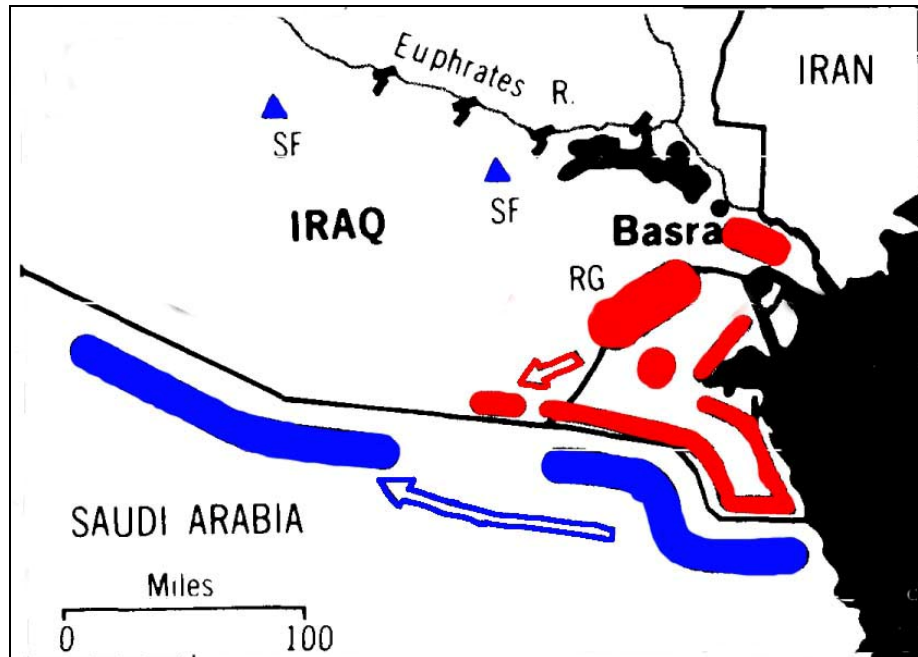 Euphrates R.
IRAN
SF
SF
IRAQ
Basra
RG
SAUDI ARABIA
Miles
0 100